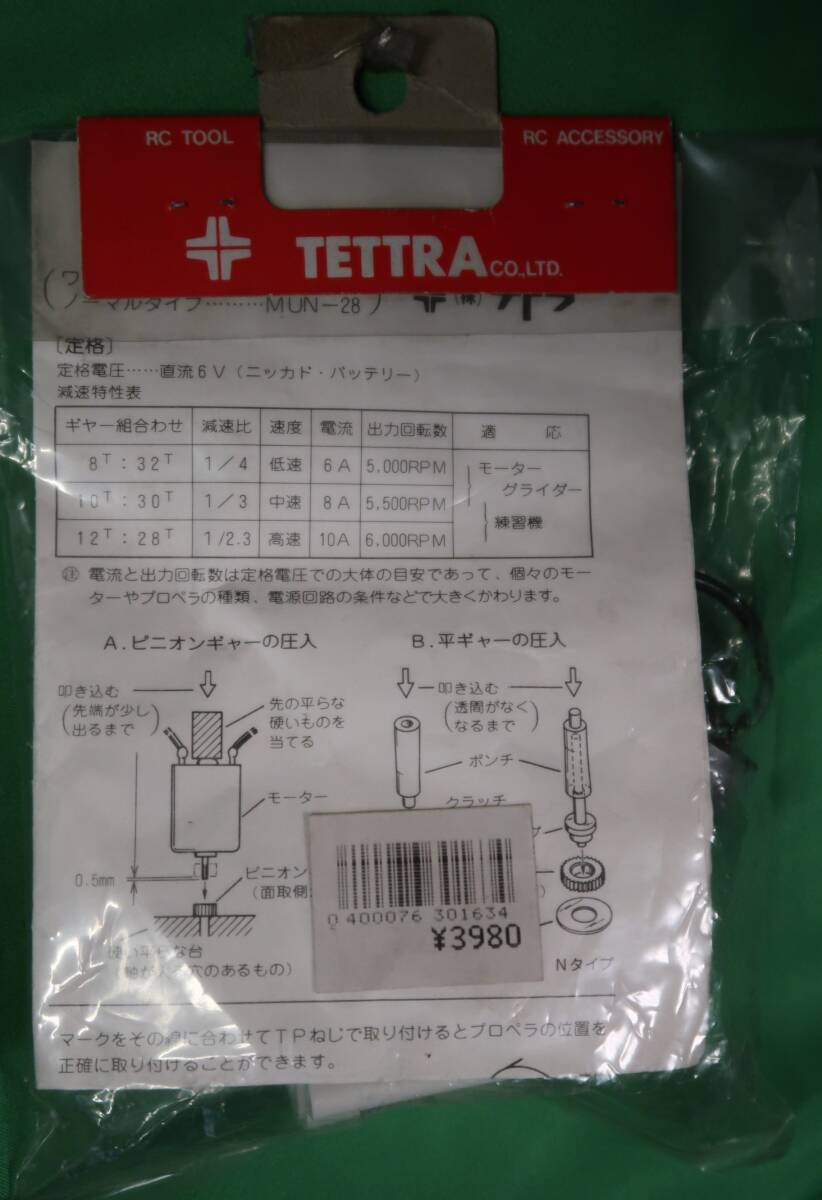 RC TOOL
RC ACCESSORY
TETTRA CO.,LTD.
ノーマルタイプ………MUN-28)
(株)
[定格]
定格電圧……直流6V(ニッカド・バッテリー)
減速特性表
ギヤー組合わせ 減速比 速度 電流 出力回転数 適応
8T:32T 1/4 低速 6A 5,000RPM モーター
グライダー
10T:30T 1/3 中速 8A 5,500RPM
練習機
12T:28T 1/2.3 高速 10A 6,000RPM
㊟ 電流と出力回転数は定格電圧での大体の目安であって、個々のモー
ターやプロペラの種類、電源回路の条件などで大きくかわります。
A.ピニオンギャーの圧入
B.平ギャーの圧入
叩き込む
(先端が少し
出るまで)
先の平らな
硬いものを
当てる
モーター
0.5mm
ピニオン
(面取側
硬い平らな台
穴のあるもの)
叩き込む
(透間がなく
なるまで)
ポンチ
クラッチ
Nタイプ
0 400076 301634
¥3980
マークをその線に合わせてTPねじで取り付けるとプロペラの位置を
正確に取り付けることができます。